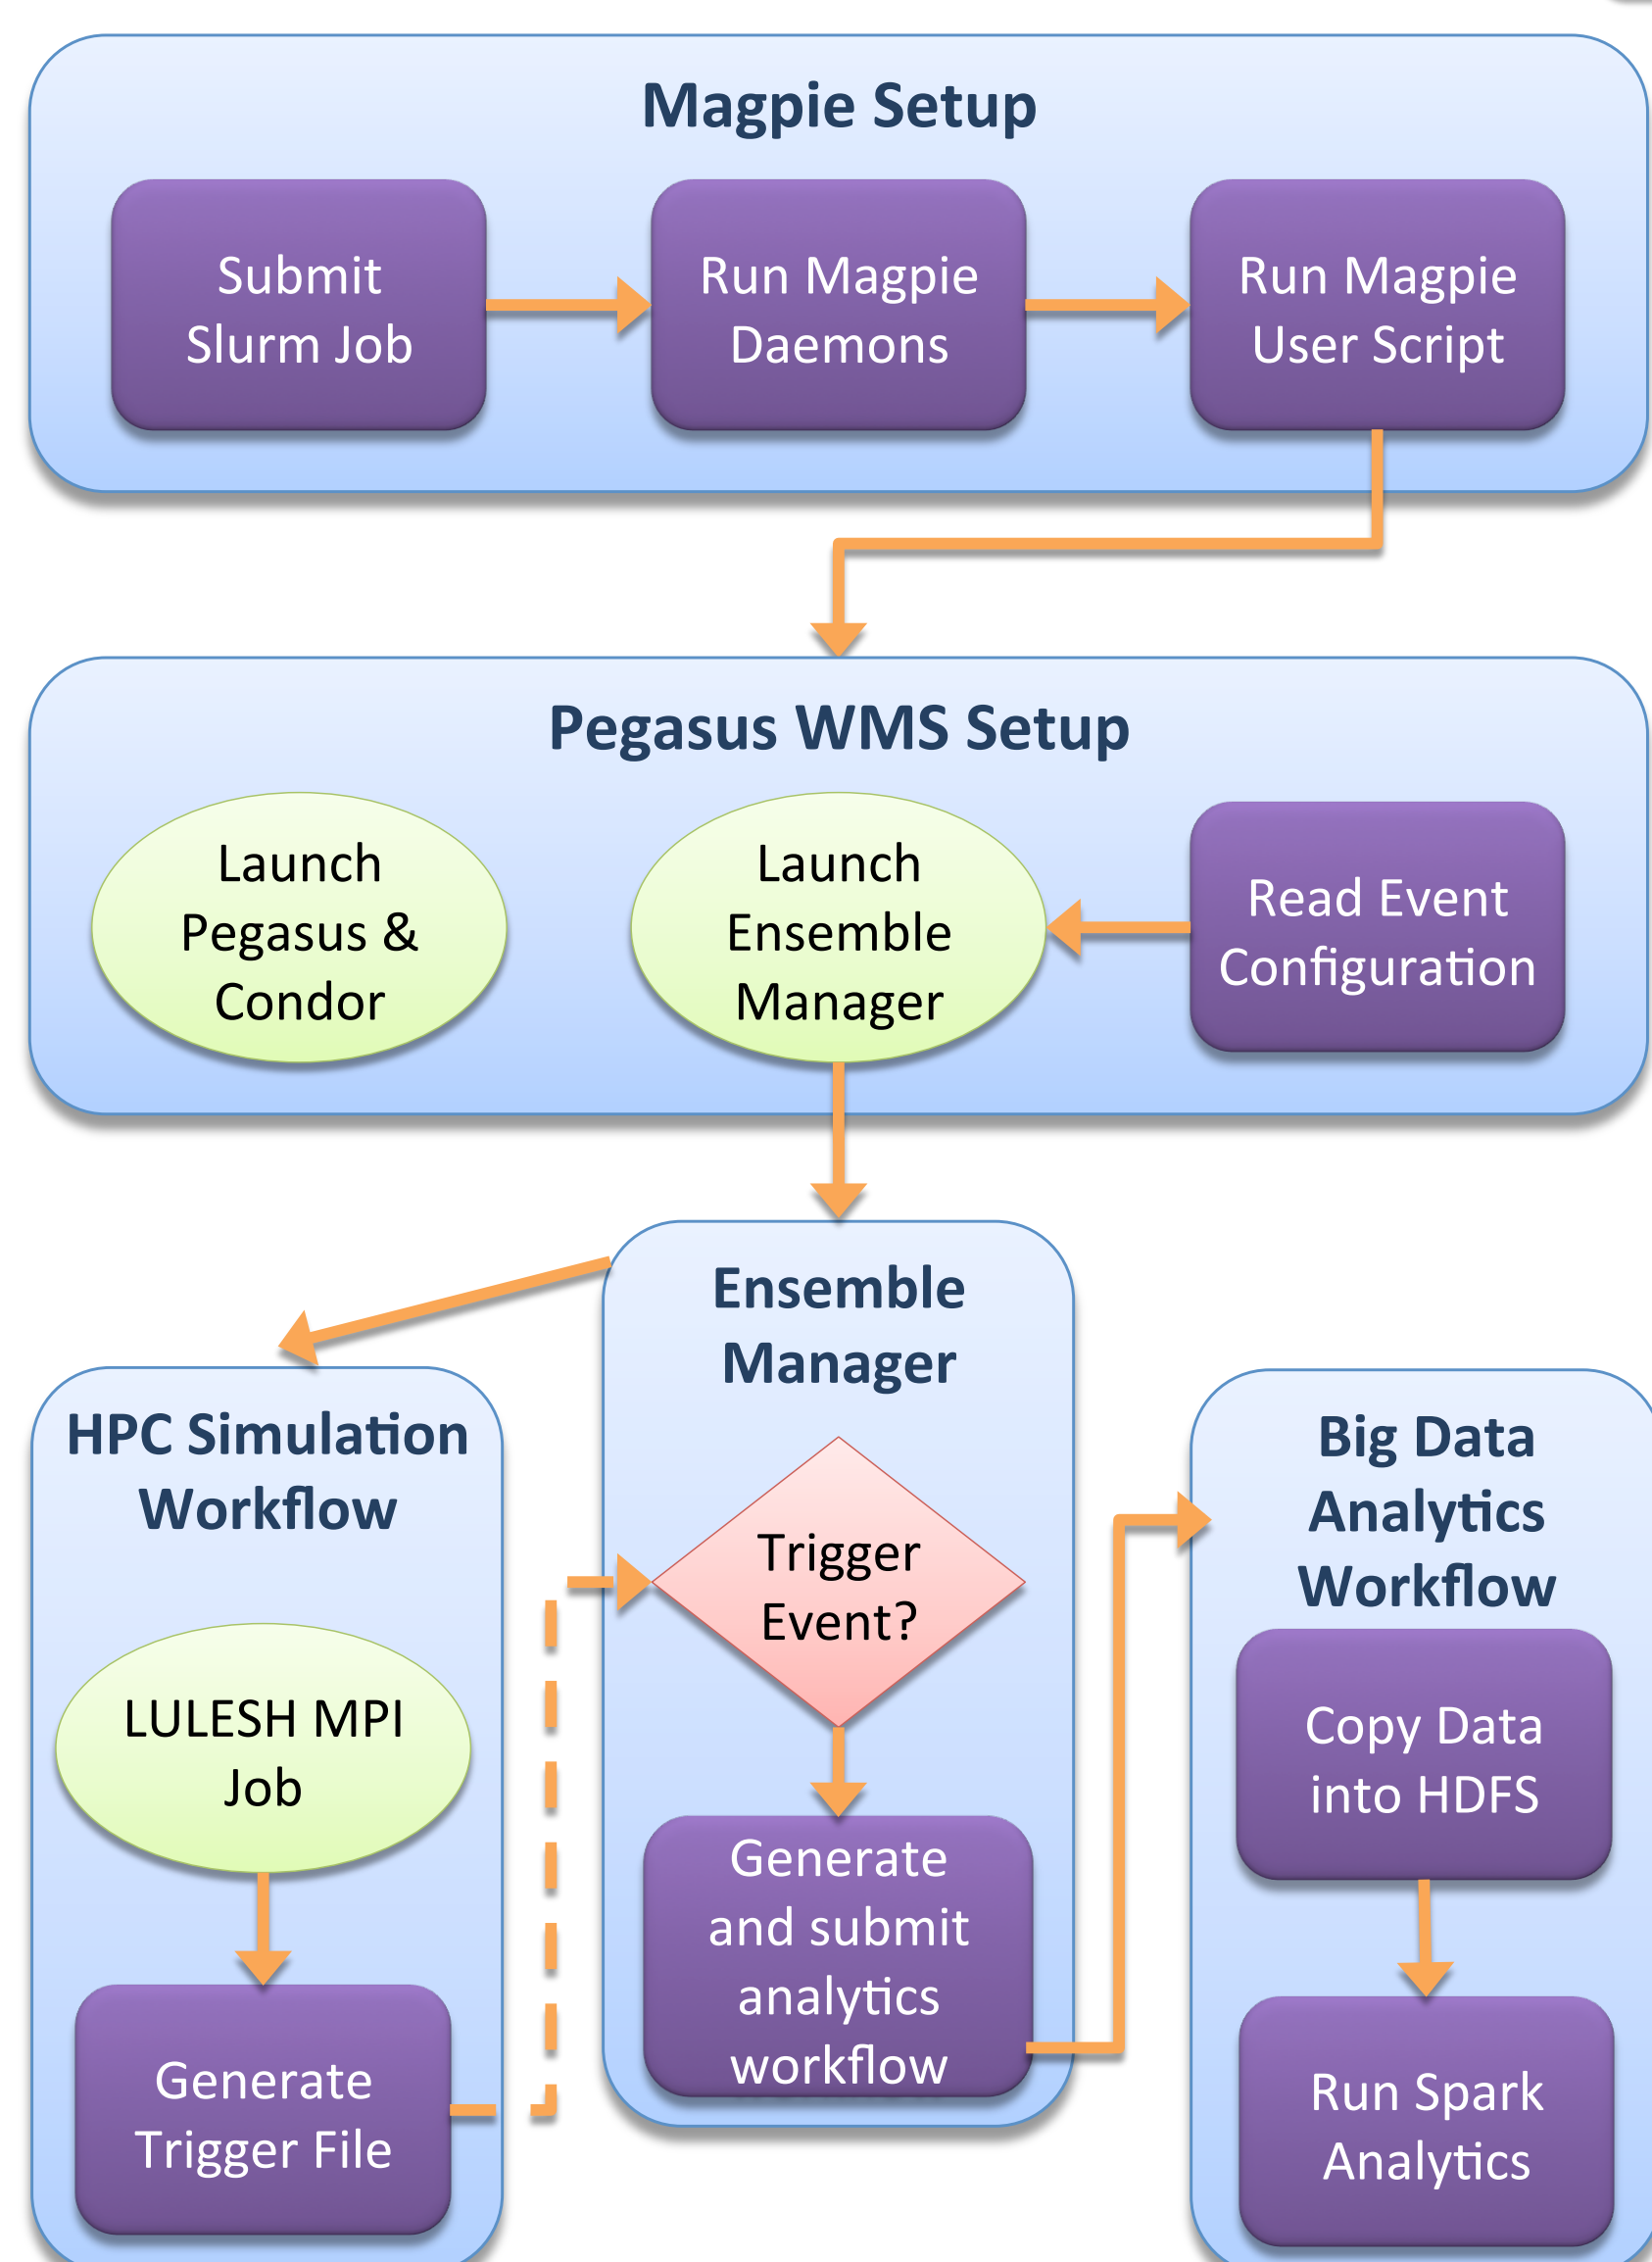 Magpie Setup
Submit
Slurm Job
Run Magpie
Daemons
Run Magpie
User Script
Pegasus WMS Setup
Launch
Pegasus &
Condor
Launch
Ensemble
Manager
Read Event
Configuration
Ensemble
Manager
Trigger
Event?
Generate
and submit
analytics
workflow
HPC Simulation
Workflow
LULESH MPI
Job
Generate
Trigger File
Big Data
Analytics
Workflow
Copy Data
into HDFS
Run Spark
Analytics